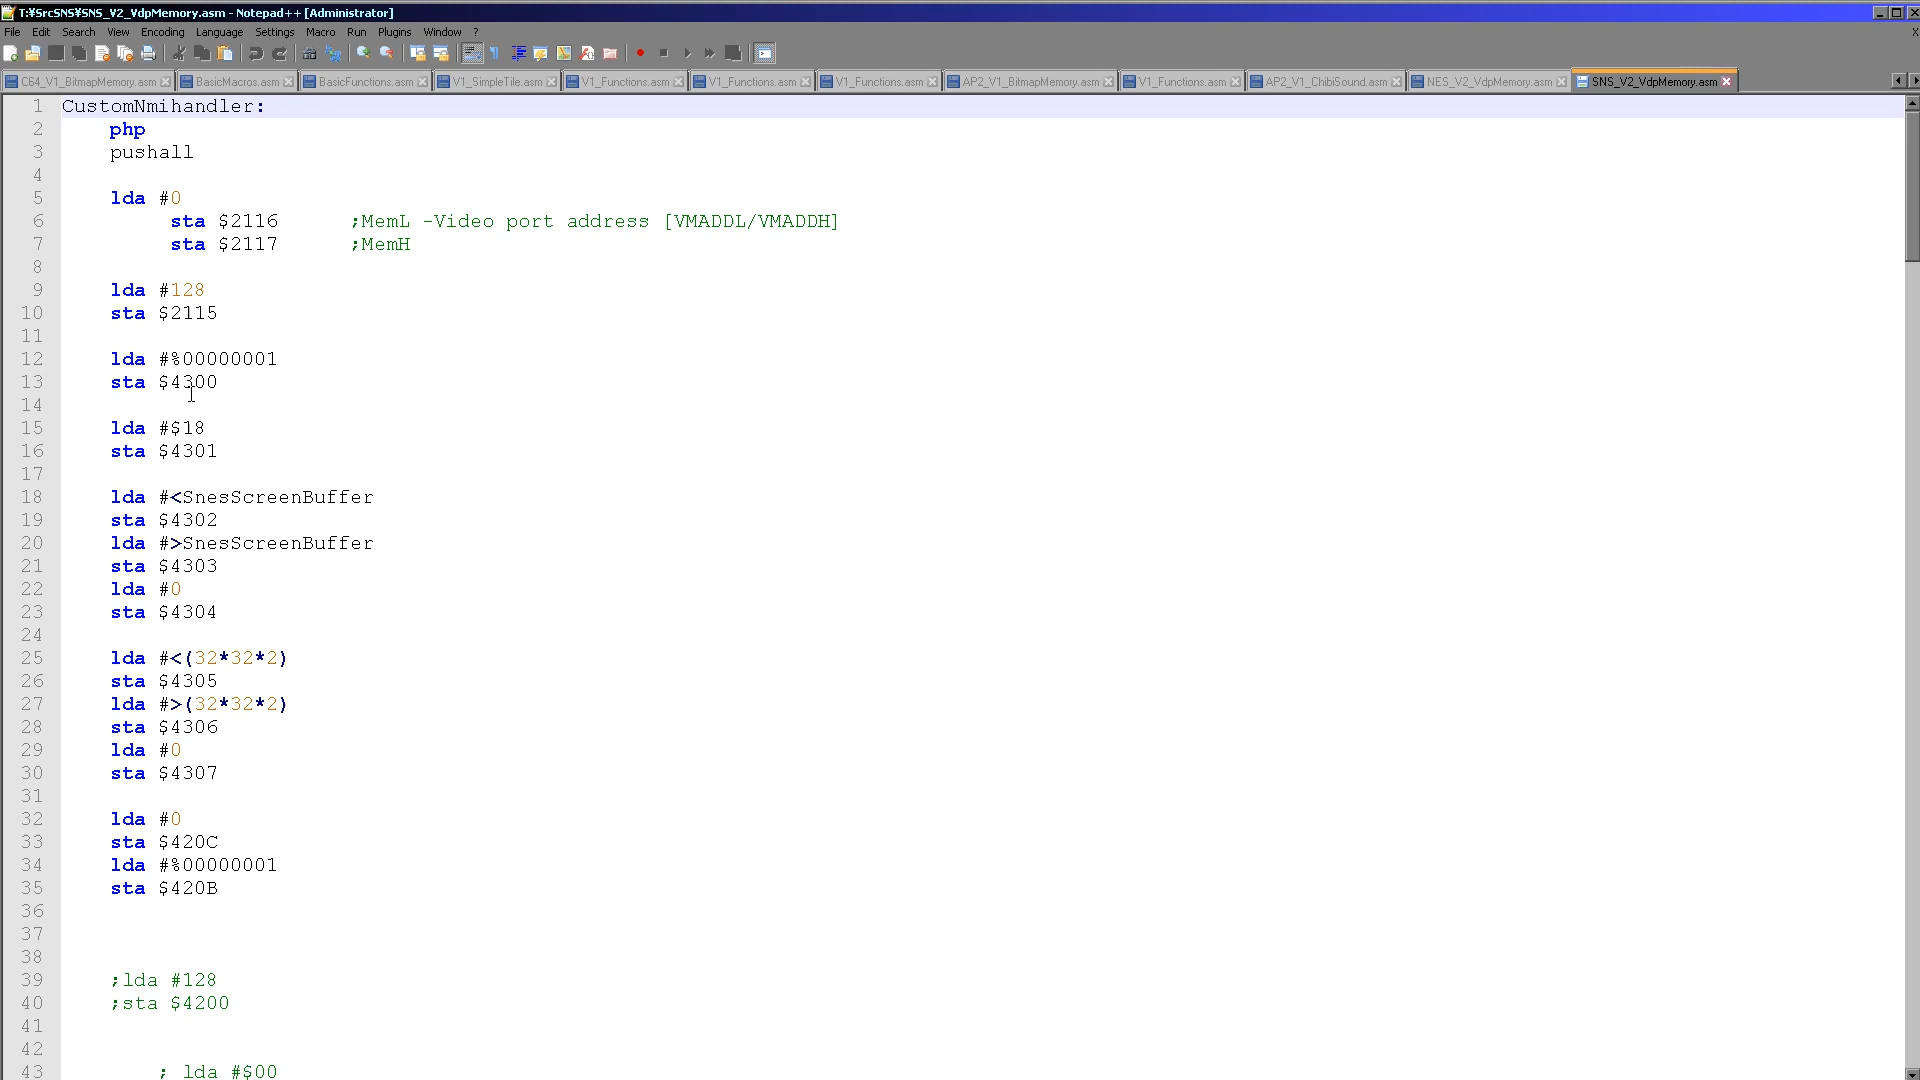 T:¥SrcSNS¥SNS_V2_VdpMemory.asm - Notepad++ [Administrator]
File Edit Search View Encoding Language Settings Macro Run Plugins Window ? X
C64_V1_BitmapMemory.asm BasicMacros.asm BasicFunctions.asm V1_SimpleTile.asm V1_Functions.asm V1_Functions.asm V1_Functions.asm AP2_V1_BitmapMemory.asm V1_Functions.asm AP2_V1_ChibiSound.asm NES_V2_VdpMemory.asm SNS_V2_VdpMemory.asm
1 CustomNmihandler:
2 php
3 pushall
4
5 lda #0
6 sta $2116 ;MemL -Video port address [VMADDL/VMADDH]
7 sta $2117 ;MemH
8
9 lda #128
10 sta $2115
11
12 lda #%00000001
13 sta $4300
14
15 lda #$18
16 sta $4301
17
18 lda #<SnesScreenBuffer
19 sta $4302
20 lda #>SnesScreenBuffer
21 sta $4303
22 lda #0
23 sta $4304
24
25 lda #<(32*32*2)
26 sta $4305
27 lda #>(32*32*2)
28 sta $4306
29 lda #0
30 sta $4307
31
32 lda #0
33 sta $420C
34 lda #%00000001
35 sta $420B
36
37
38
39 ;lda #128
40 ;sta $4200
41
42
43 ; lda #$00